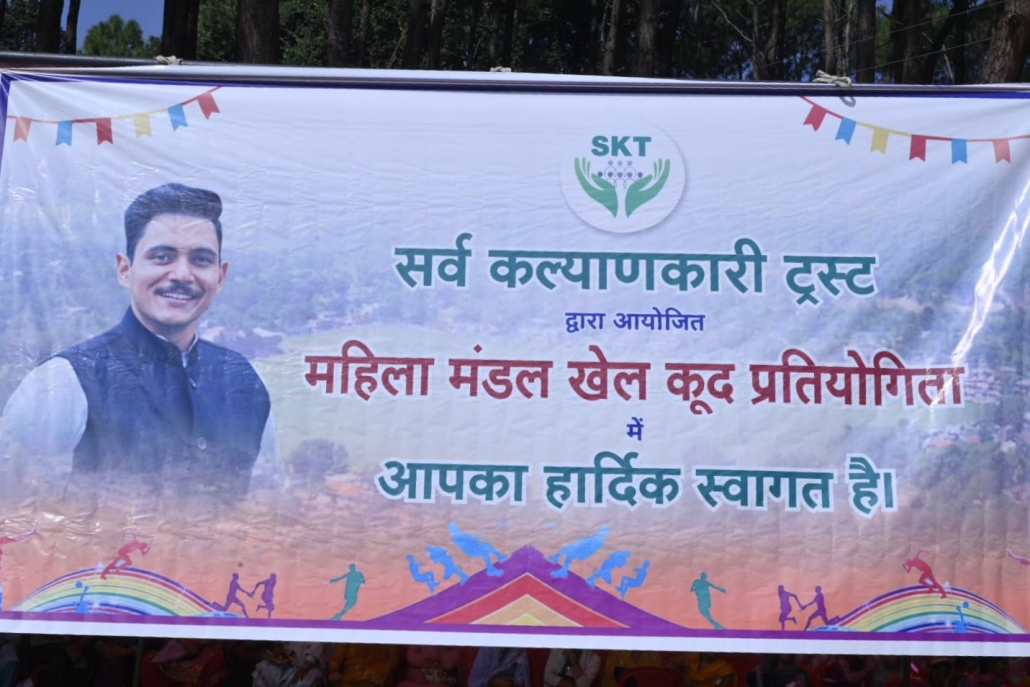 SKT
सर्व कल्याणकारी ट्रस्ट
द्वारा आयोजित
महिला मंडल खेल कूद प्रतियोगिता
में
आपका हार्दिक स्वागत है।